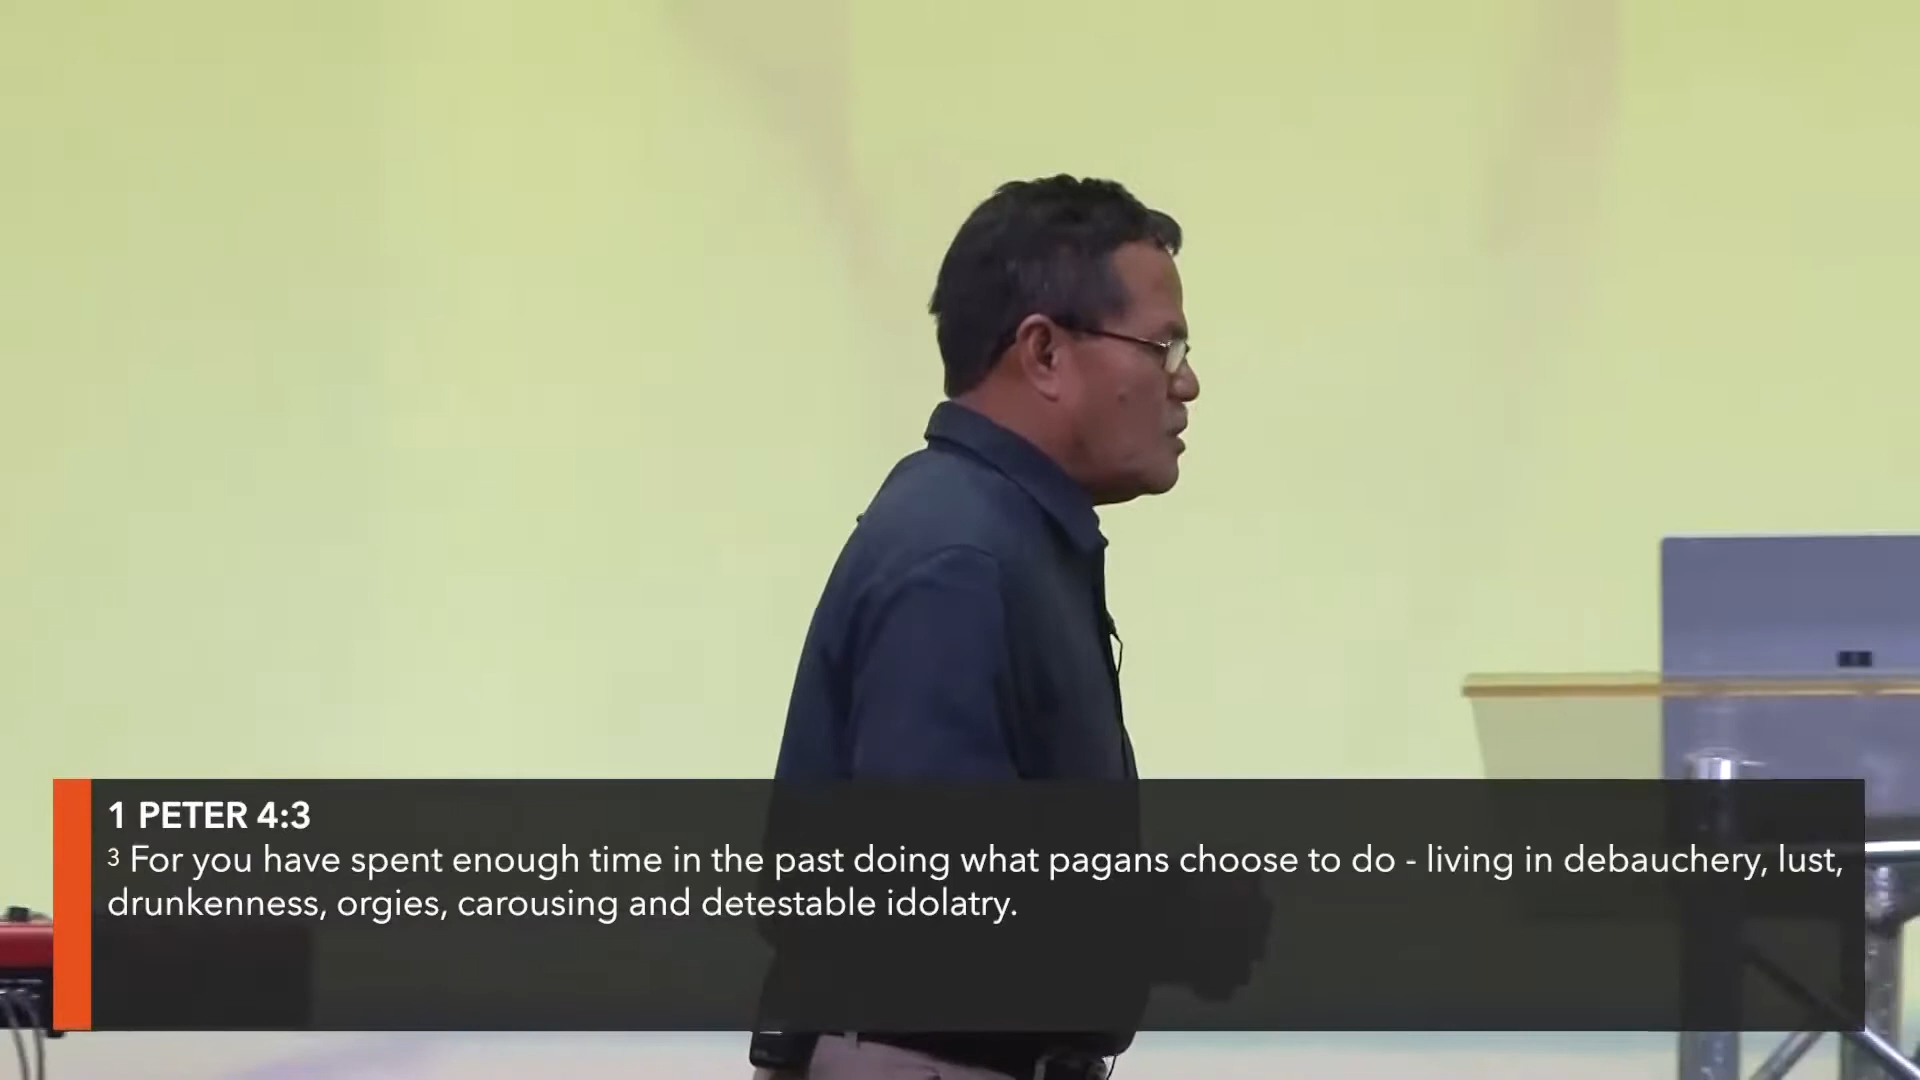 1 PETER 4:3
3 For you have spent enough time in the past doing what pagans choose to do - living in debauchery, lust,
drunkenness, orgies, carousing and detestable idolatry.